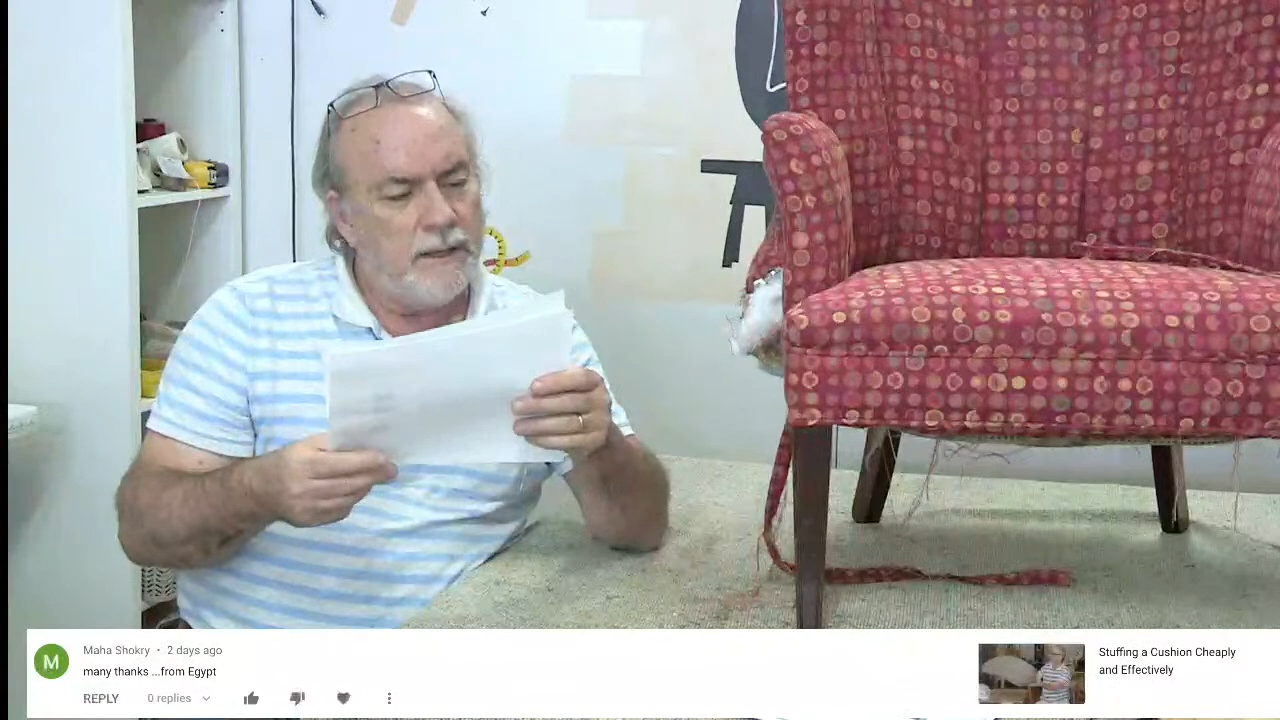 Maha Shokry • 2 days ago
many thanks ...from Egypt
REPLY 0 replies
Stuffing a Cushion Cheaply
and Effectively